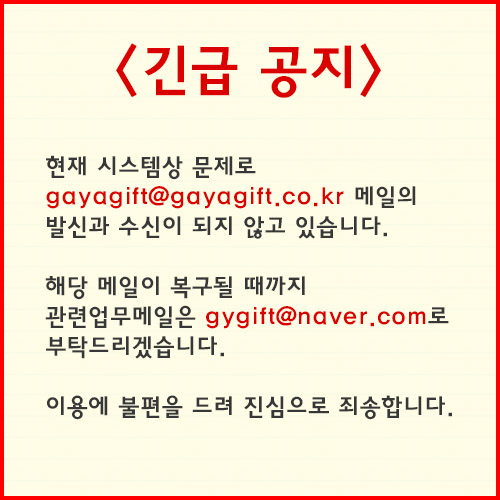 <긴급 공지>
현재 시스템상 문제로
gayagift@gayagift.co.kr 메일의
발신과 수신이 되지 않고 있습니다.
해당 메일이 복구될 때까지
관련업무메일은 gygift@naver.com로
부탁드리겠습니다.
이용에 불편을 드려 진심으로 죄송합니다.